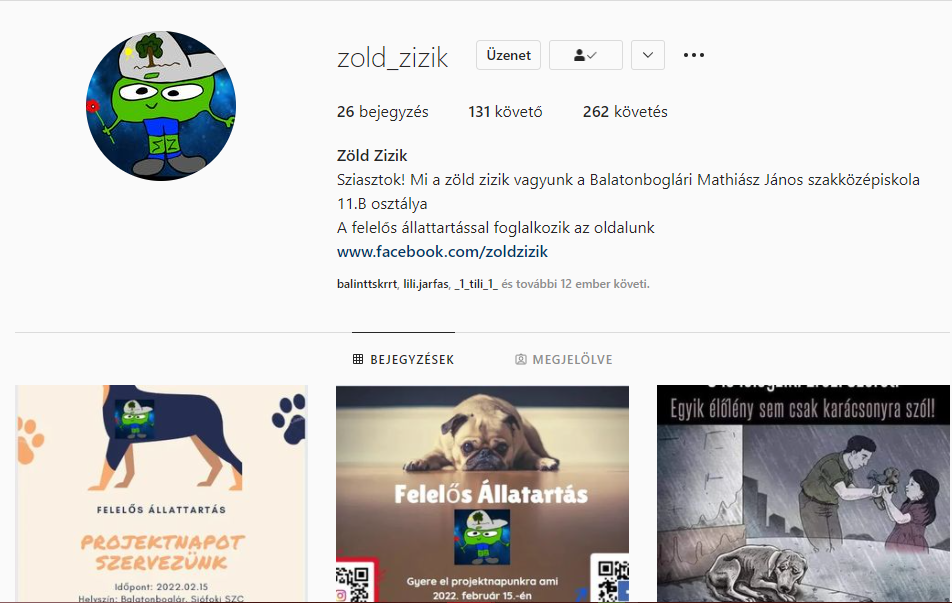 zold_zizik
Üzenet
26 bejegyzés 131 követő 262 követés
Zöld Zizik
Sziasztok! Mi a zöld zizik vagyunk a Balatonboglári Mathiász János szakközépiskola
11.B osztálya
A felelős állattartással foglalkozik az oldalunk
www.facebook.com/zoldzizik
balinttskrrt, lili.jarfas, _1_tili_1_ és további 12 ember követi.
BEJEGYZÉSEK MEGJELÖLVE
FELELŐS ÁLLATTARTÁS
PROJEKTNAPOT
SZERVEZÜNK
Időpont: 2022.02.15
Helyszín: Balatonboglár, Siófoki SZC
Felelős Állatartás
SZ
Gyere el projektnapunkra ami
2022. február 15.-én
Egyik élőlény sem csak karácsonyra szól!